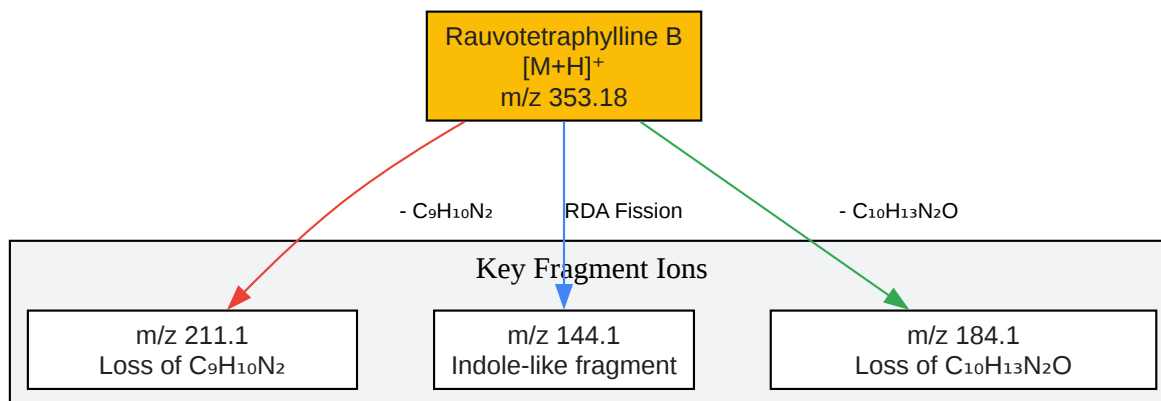 Rauvotetraphylline B
[M+H]⁺
m/z 353.18
- C₉H₁₀N₂
RDA Fission
- C₁₀H₁₃N₂O
Key Fragment Ions
m/z 211.1
Loss of C₉H₁₀N₂
m/z 144.1
Indole-like fragment
m/z 184.1
Loss of C₁₀H₁₃N₂O